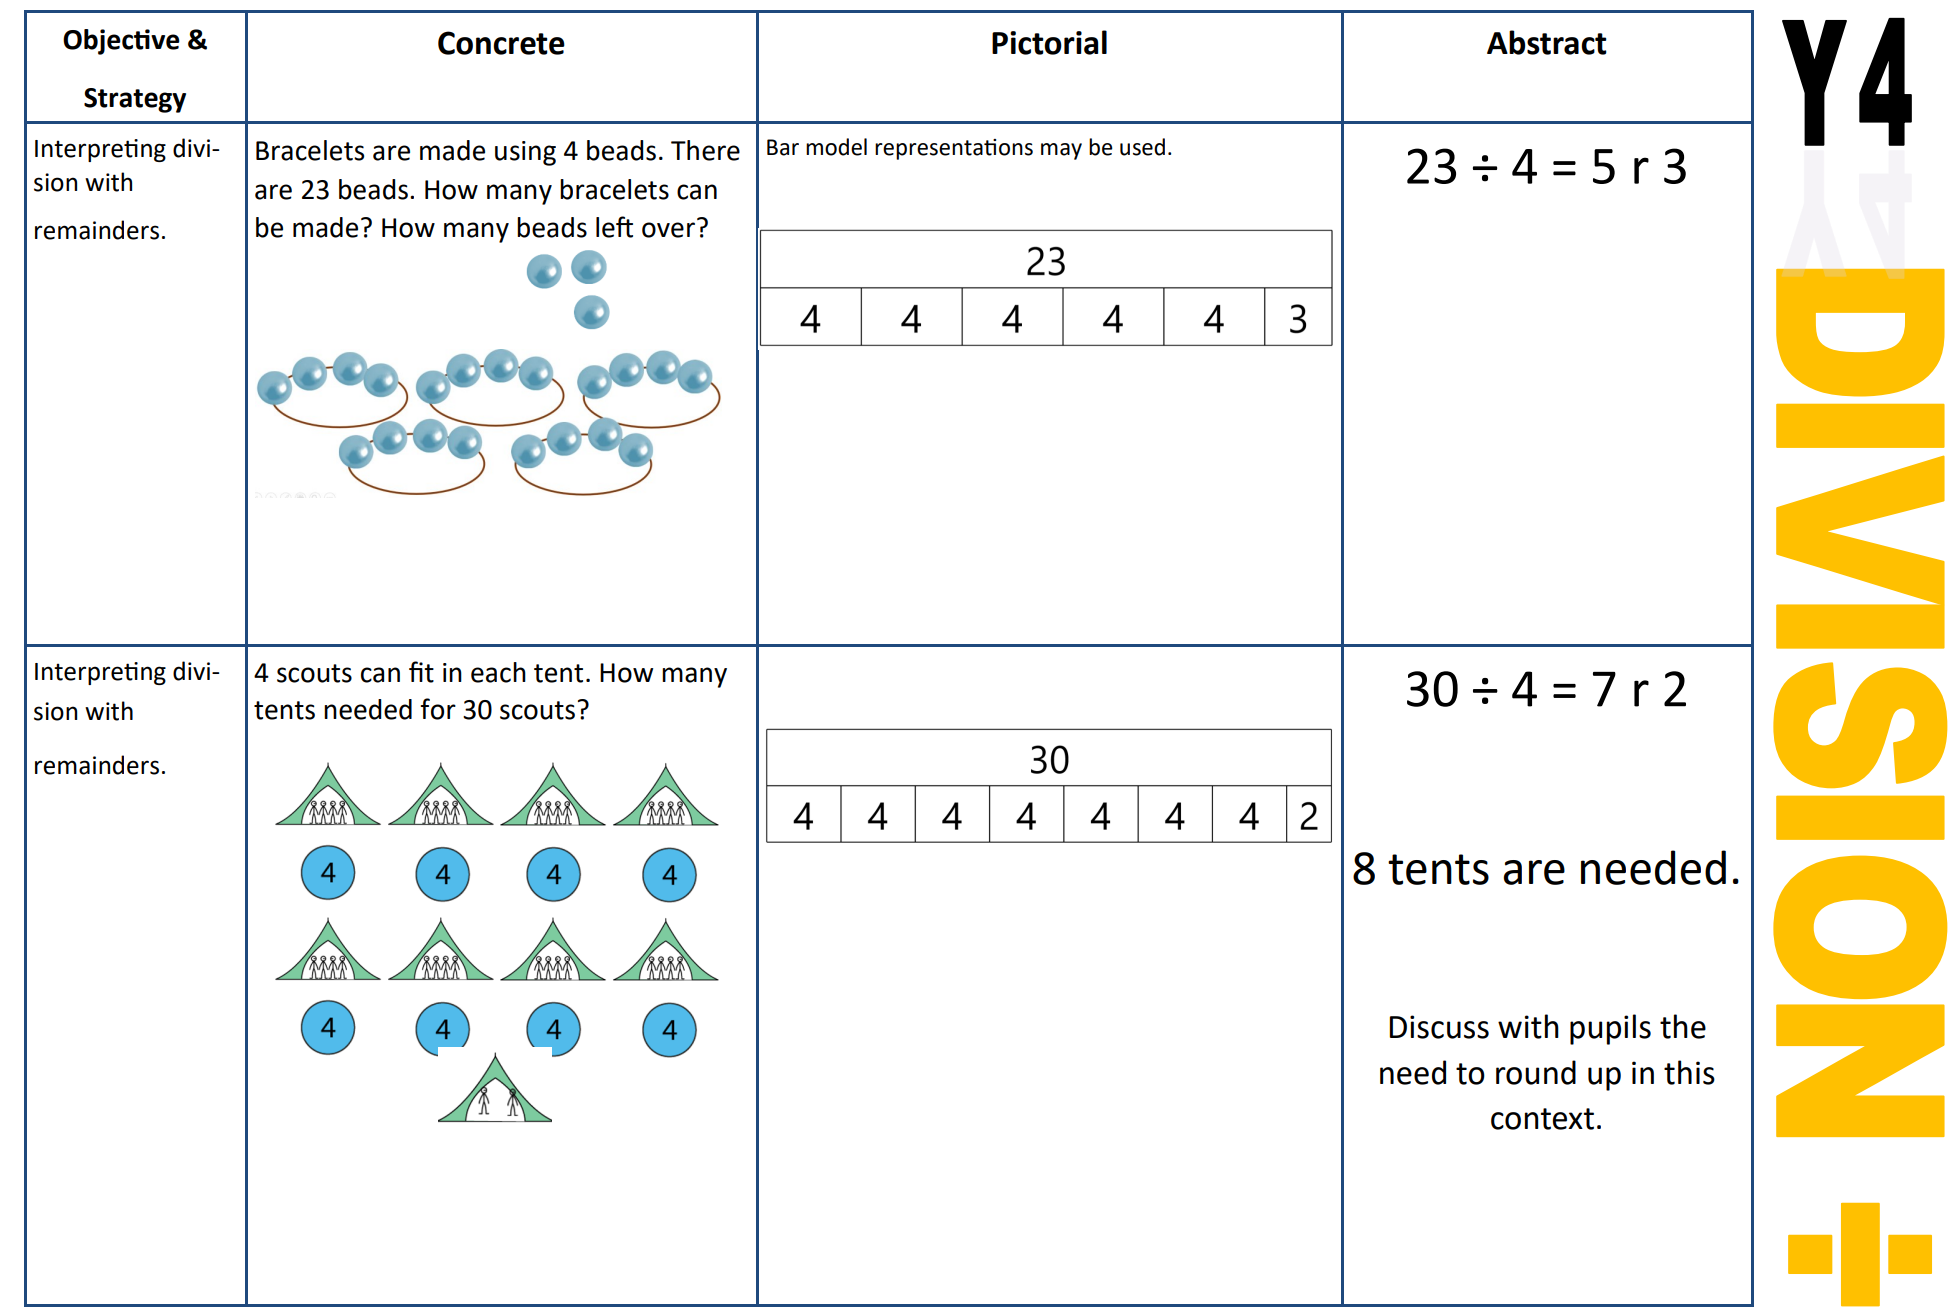 Objective &
Strategy
Concrete
Pictorial
Abstract
Interpreting divi-
sion with
remainders.
Bracelets are made using 4 beads. There
are 23 beads. How many bracelets can
be made? How many beads left over?
Bar model representations may be used.
23
4 4 4 4 4 3
23 ÷ 4 = 5 r 3
Interpreting divi-
sion with
remainders.
4 scouts can fit in each tent. How many
tents needed for 30 scouts?
4 4 4 4
4 4 4 4
30
4 4 4 4 4 4 4 2
30 ÷ 4 = 7 r 2
8 tents are needed.
Discuss with pupils the
need to round up in this
context.
Y4
DIVISION ÷